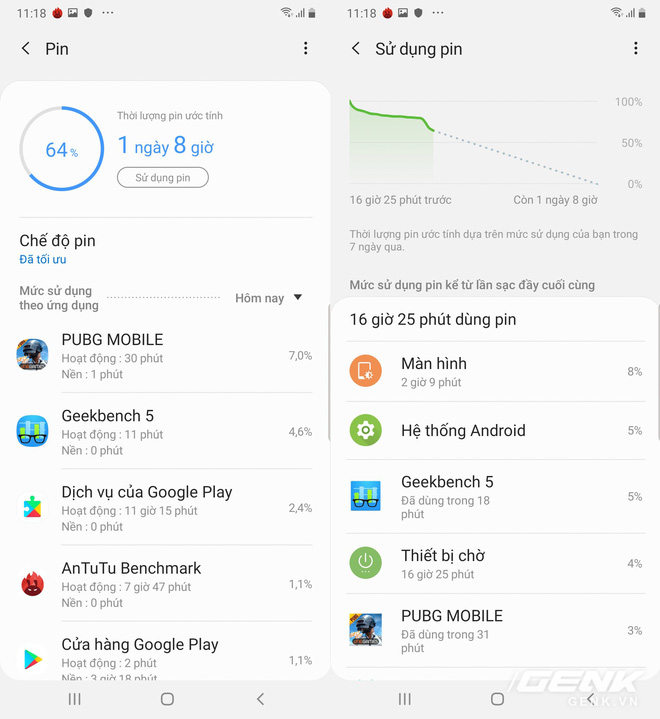 11:18
Pin
64%
Thời lượng pin ước tính
1 ngày 8 giờ
Sử dụng pin
Chế độ pin
Đã tối ưu
Mức sử dụng
theo ứng dụng
Hôm nay
PUBG MOBILE
Hoạt động : 30 phút
Nền : 1 phút
7,0%
Geekbench 5
Hoạt động : 11 phút
Nền : 0 phút
4,6%
Dịch vụ của Google Play
Hoạt động : 11 giờ 15 phút
Nền : 0 phút
2,4%
AnTuTu Benchmark
Hoạt động : 7 giờ 47 phút
Nền : 0 phút
1,1%
Cửa hàng Google Play
Hoạt động : 2 phút
Nền : 3 giờ 18 phút
1,1%
11:18
Sử dụng pin
100%
50%
0%
16 giờ 25 phút trước
Còn 1 ngày 8 giờ
Thời lượng pin ước tính dựa trên mức sử dụng của bạn trong
7 ngày qua.
Mức sử dụng pin kể từ lần sạc đầy cuối cùng
16 giờ 25 phút dùng pin
Màn hình
2 giờ 9 phút
8%
Hệ thống Android
5%
Geekbench 5
Đã dùng trong 18
phút
5%
Thiết bị chờ
16 giờ 25 phút
4%
PUBG MOBILE
Đã dùng trong 31
phút
3%
GENK
GENK.VN